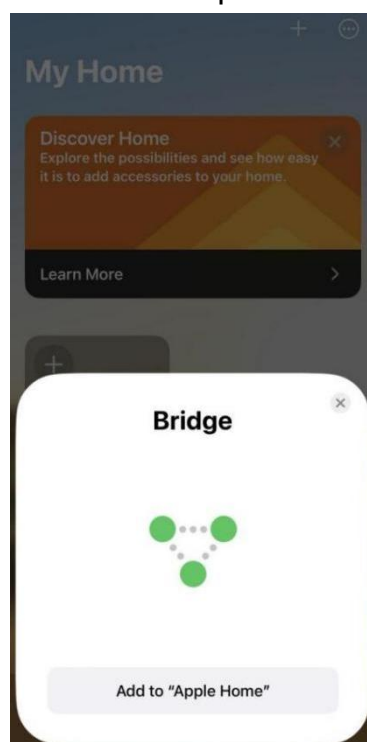 My Home
Discover Home
Explore the possibilities and see how easy
it is to add accessories to your home.
Learn More
Bridge
Add to “Apple Home”